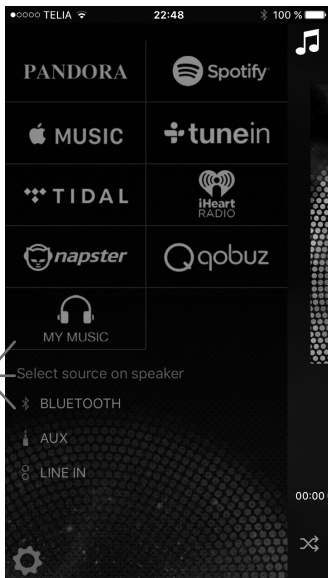 TELIA 22:48 100 %
PANDORA Spotify
MUSIC tunein
TIDAL iHeart
RADIO
napster qobuz
MY MUSIC
Select source on speaker
BLUETOOTH
AUX
LINE IN
00:00